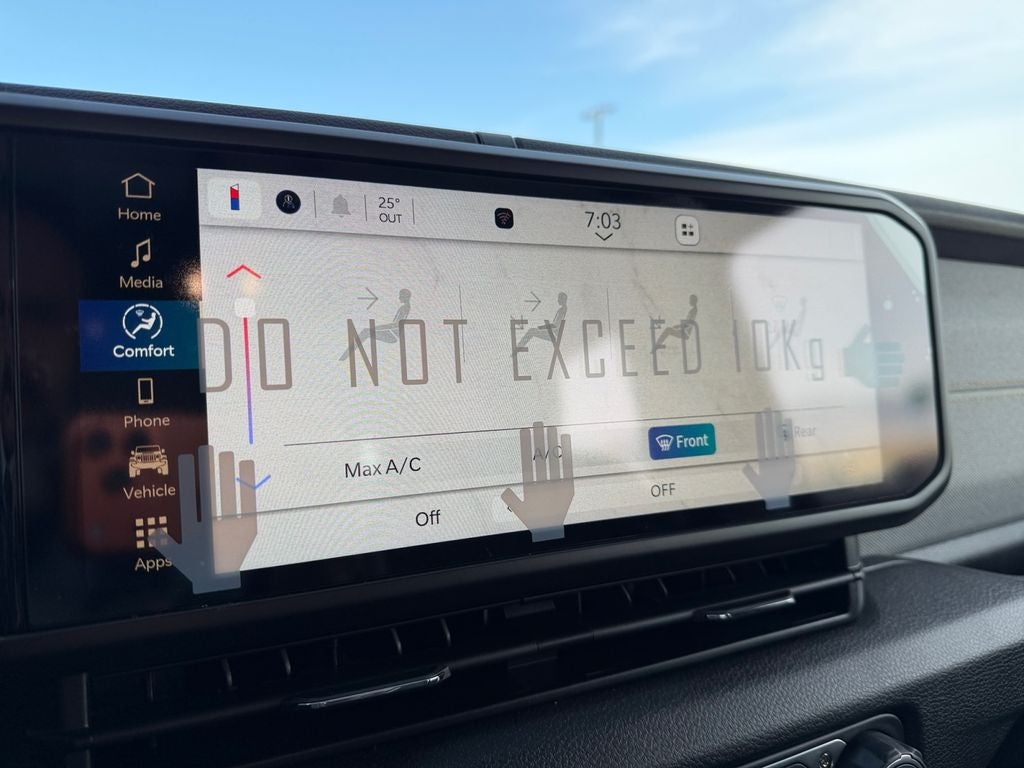 Home
Media
Comfort
Phone
Vehicle
Apps
25°
OUT
7:03
DO NOT EXCEED 10Kg
Max A/C
A/C
Front
Rear
Off
OFF